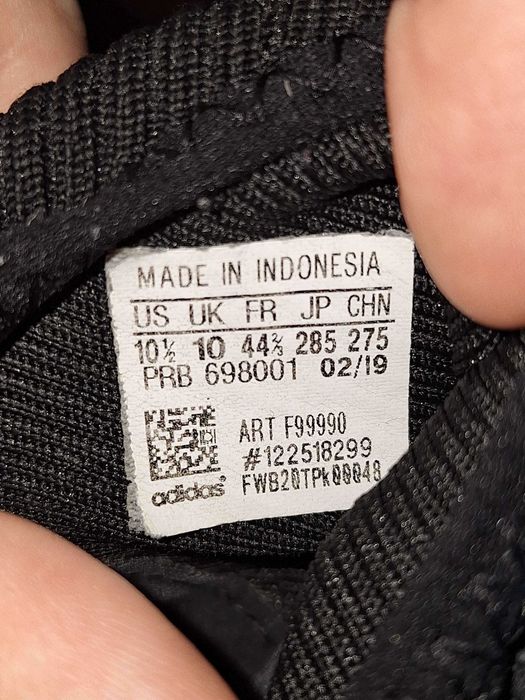 MADE IN INDONESIA
US UK FR JP CHN
10½ 10 44⅔ 285 275
PRB 698001 02/19
ART F99990
#122518299
FWB20TPk00048
adidas